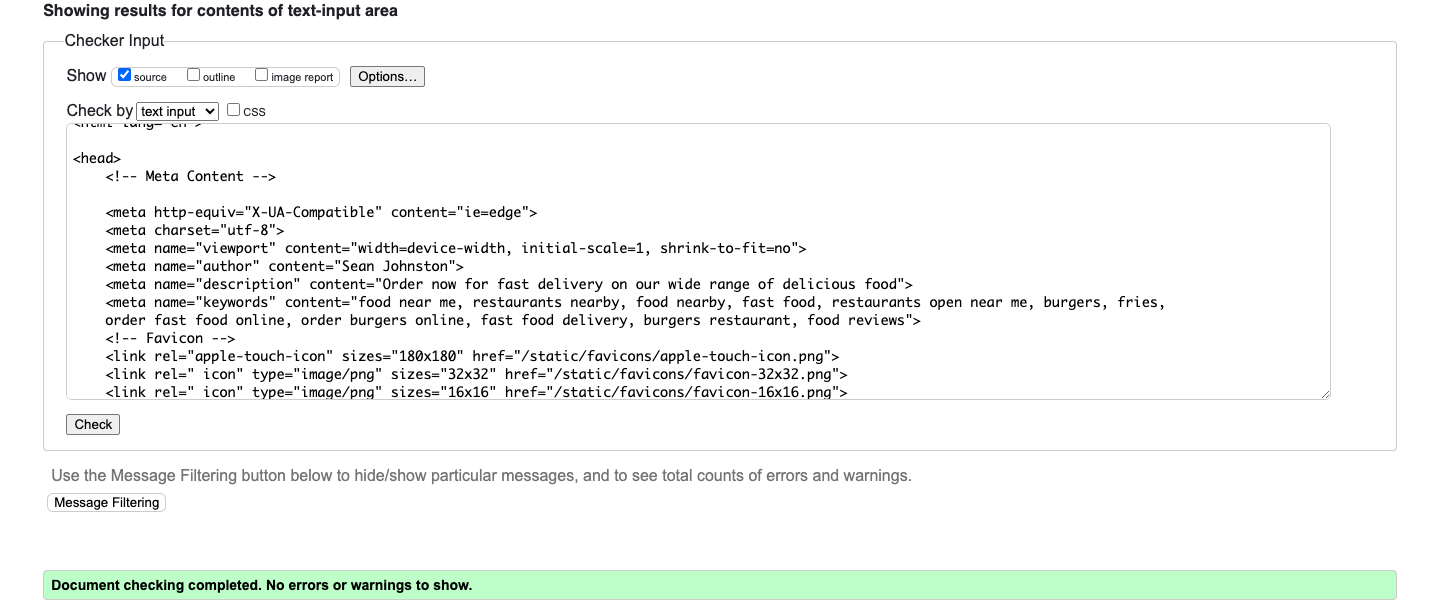 Showing results for contents of text-input area
Checker Input
Show source outline image report Options...
Check by text input CSS
<html lang="en">
<head>
<!-- Meta Content -->
<meta http-equiv="X-UA-Compatible" content="ie=edge">
<meta charset="utf-8">
<meta name="viewport" content="width=device-width, initial-scale=1, shrink-to-fit=no">
<meta name="author" content="Sean Johnston">
<meta name="description" content="Order now for fast delivery on our wide range of delicious food">
<meta name="keywords" content="food near me, restaurants nearby, food nearby, fast food, restaurants open near me, burgers, fries,
order fast food online, order burgers online, fast food delivery, burgers restaurant, food reviews">
<!-- Favicon -->
<link rel="apple-touch-icon" sizes="180x180" href="/static/favicons/apple-touch-icon.png">
<link rel=" icon" type="image/png" sizes="32x32" href="/static/favicons/favicon-32x32.png">
<link rel=" icon" type="image/png" sizes="16x16" href="/static/favicons/favicon-16x16.png">
Check
Use the Message Filtering button below to hide/show particular messages, and to see total counts of errors and warnings.
Message Filtering
Document checking completed. No errors or warnings to show.